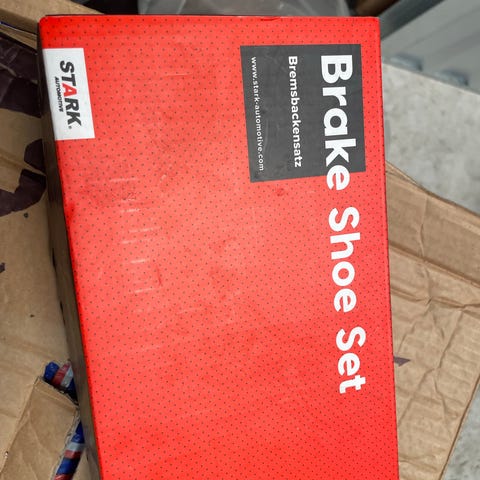 STARK®
AUTOMOTIVE
Brake Shoe Set
Bremsbackensatz
www.stark-automotive.com